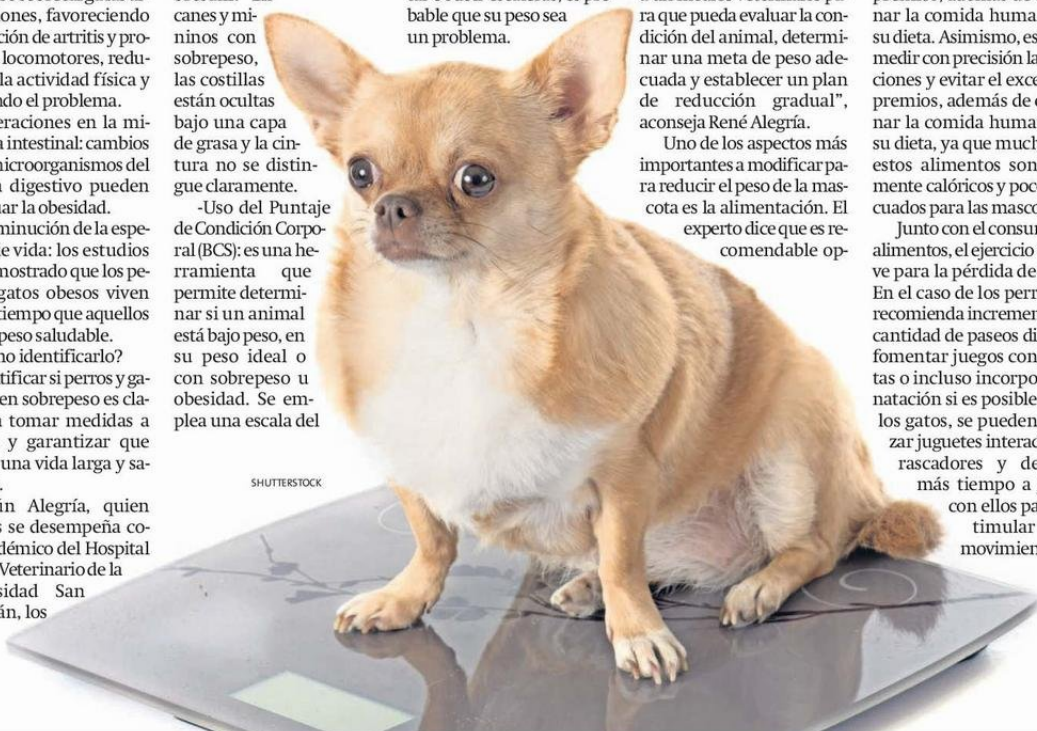 ones, favoreciendo
ción de artritis y pro-
locomotores, redu-
la actividad física y
ndo el problema.
eraciones en la mi-
a intestinal: cambios
microorganismos del
digestivo pueden
uar la obesidad.
minución de la espe-
de vida: los estudios
mostrado que los pe-
gatos obesos viven
tiempo que aquellos
peso saludable.
mo identificarlo?
tificar si perros y ga-
en sobrepeso es cla-
a tomar medidas a
y garantizar que
una vida larga y sa-
ún Alegría, quien
s se desempeña co-
démico del Hospital
Veterinario de la
sidad San
án, los
canes y mi-
ninos con
sobrepeso,
las costillas
están ocultas
bajo una capa
de grasa y la cin-
tura no se distin-
gue claramente.
-Uso del Puntaje
de Condición Corpo-
ral (BCS): es una he-
rramienta que
permite determi-
nar si un animal
está bajo peso, en
su peso ideal o
con sobrepeso u
obesidad. Se em-
plea una escala del
SHUTTERSTOCK
bable que su peso sea
un problema.
ra que pueda evaluar la con-
dición del animal, determi-
nar una meta de peso ade-
cuada y establecer un plan
de reducción gradual”,
aconseja René Alegría.
Uno de los aspectos más
importantes a modificar pa-
ra reducir el peso de la mas-
cota es la alimentación. El
experto dice que es re-
comendable op-
nar la comida huma
su dieta. Asimismo, es
medir con precisión la
ciones y evitar el exce
premios, además de
nar la comida huma
su dieta, ya que much
estos alimentos son
mente calóricos y poc
cuados para las masco
Junto con el consu
alimentos, el ejercicio
ve para la pérdida de
En el caso de los perr
recomienda incremen
cantidad de paseos di
fomentar juegos con
tas o incluso incorpo
natación si es posible
los gatos, se pueden
zar juguetes interac
rascadores y de
más tiempo a
con ellos pa
timular
movimien